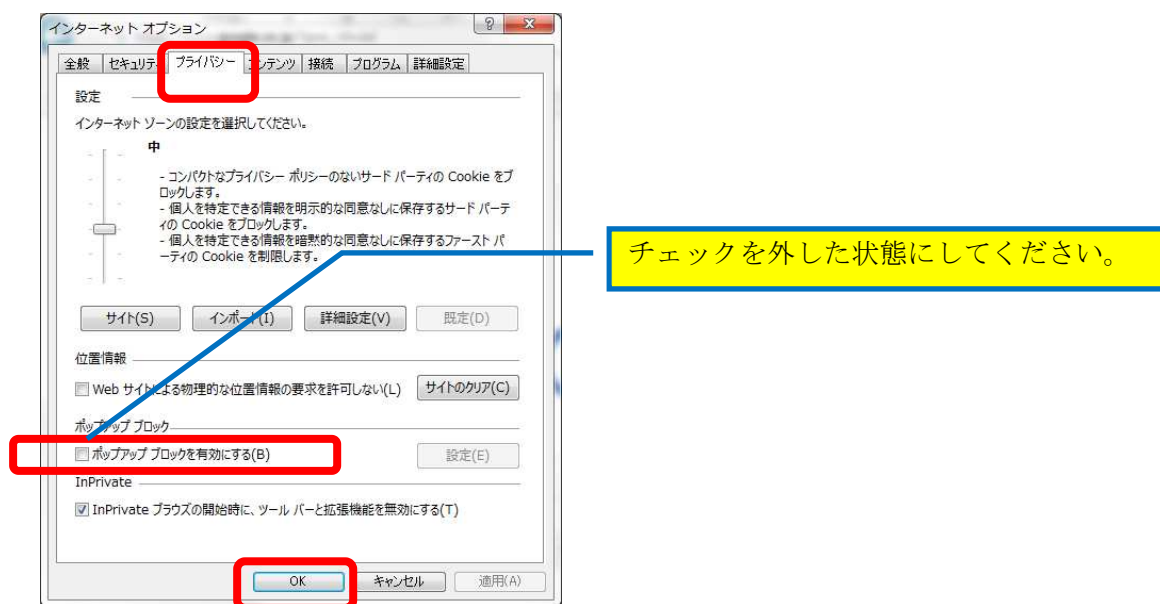 インターネット オプション
全般 セキュリテ プライバシー コンテンツ 接続 プログラム 詳細設定
設定
インターネット ゾーンの設定を選択してください。
中
- コンパクトなプライバシー ポリシーのないサード パーティの Cookie をブ
ロックします。
- 個人を特定できる情報を明示的な同意なしに保存するサード パーテ
ィの Cookie をブロックします。
- 個人を特定できる情報を暗黙的な同意なしに保存するファースト パ
ーティの Cookie を制限します。
チェックを外した状態にしてください。
サイト(S) インポート(I) 詳細設定(V) 既定(D)
位置情報
Web サイトによる物理的な位置情報の要求を許可しない(L) サイトのクリア(C)
ポップアップ ブロック
ポップアップ ブロックを有効にする(B) 設定(E)
InPrivate
InPrivate ブラウズの開始時に、ツール バーと拡張機能を無効にする(T)
OK キャンセル 適用(A)